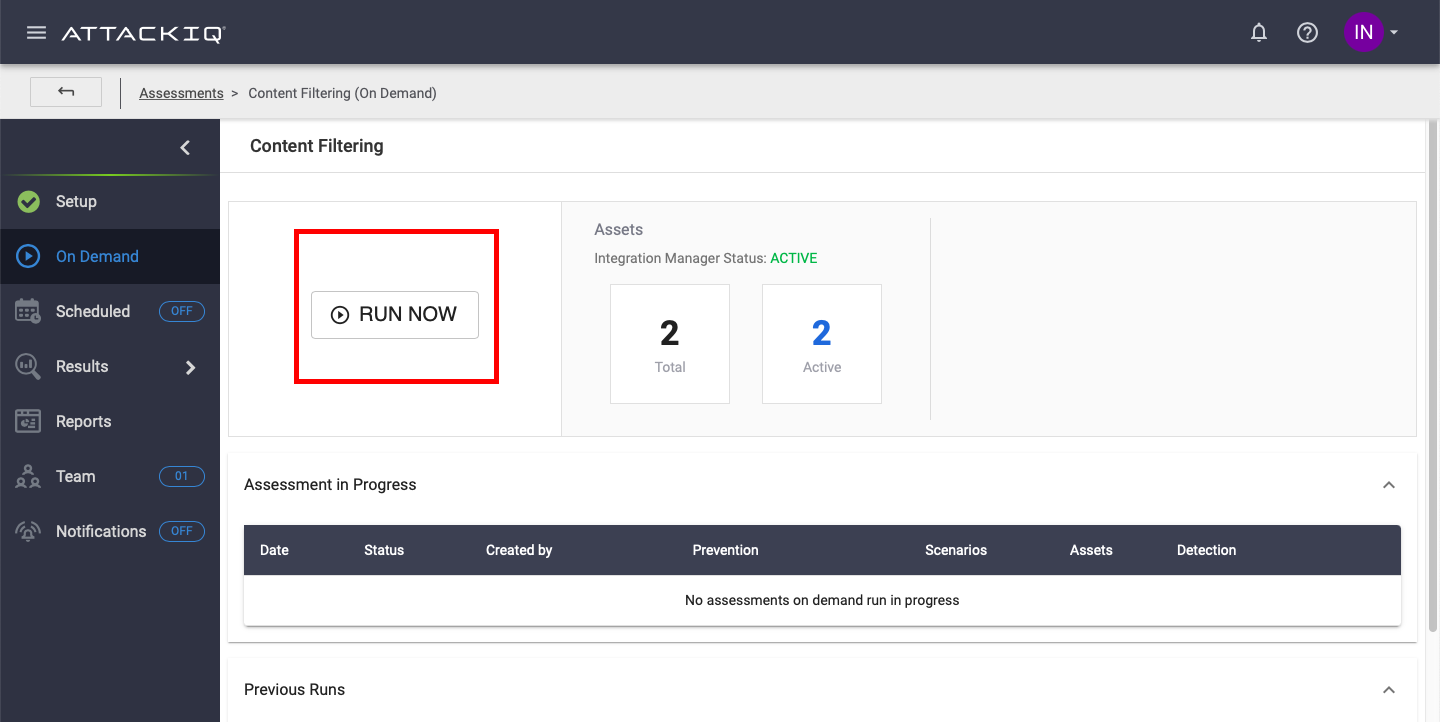 ATTACKIQ
IN
Assessments > Content Filtering (On Demand)
Content Filtering
Setup
On Demand
Scheduled OFF
Results
Reports
Team 01
Notifications OFF
RUN NOW
Assets
Integration Manager Status: ACTIVE
2
Total
2
Active
Assessment in Progress
Date Status Created by Prevention Scenarios Assets Detection
No assessments on demand run in progress
Previous Runs